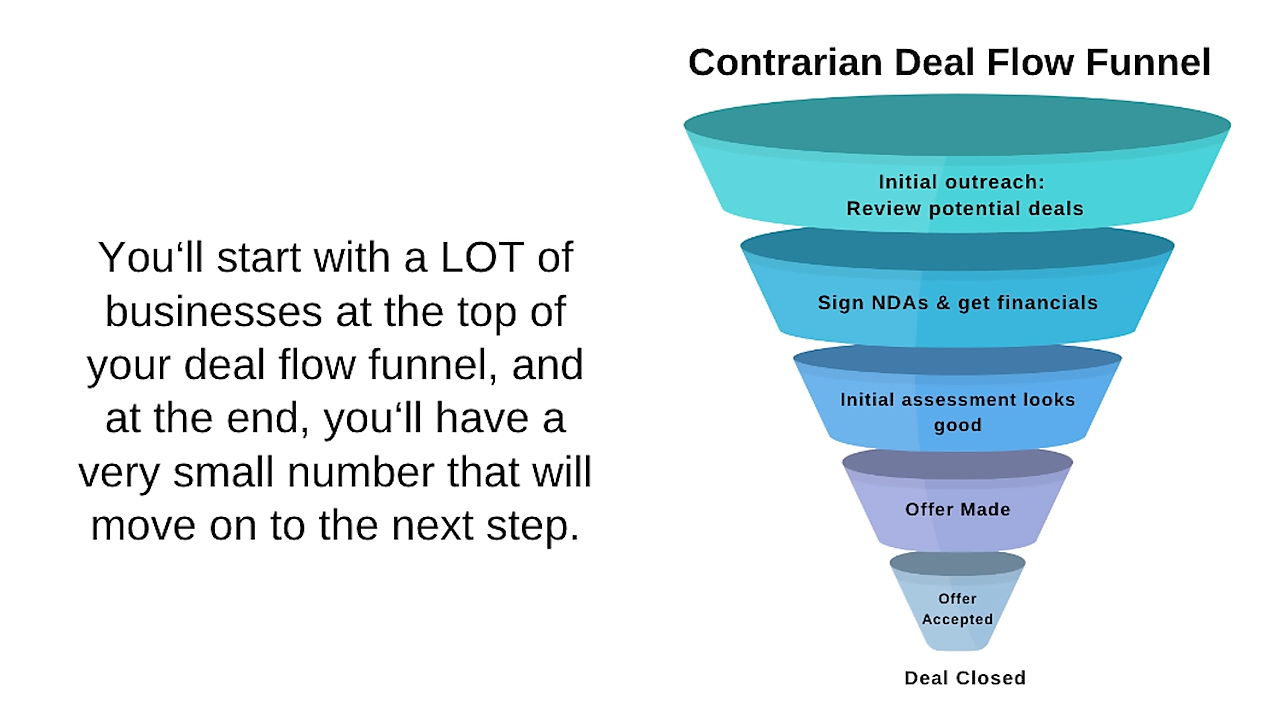 Contrarian Deal Flow Funnel
You‘ll start with a LOT of
businesses at the top of
your deal flow funnel, and
at the end, you‘ll have a
very small number that will
move on to the next step.
Initial outreach:
Review potential deals
Sign NDAs & get financials
Initial assessment looks
good
Offer Made
Offer
Accepted
Deal Closed